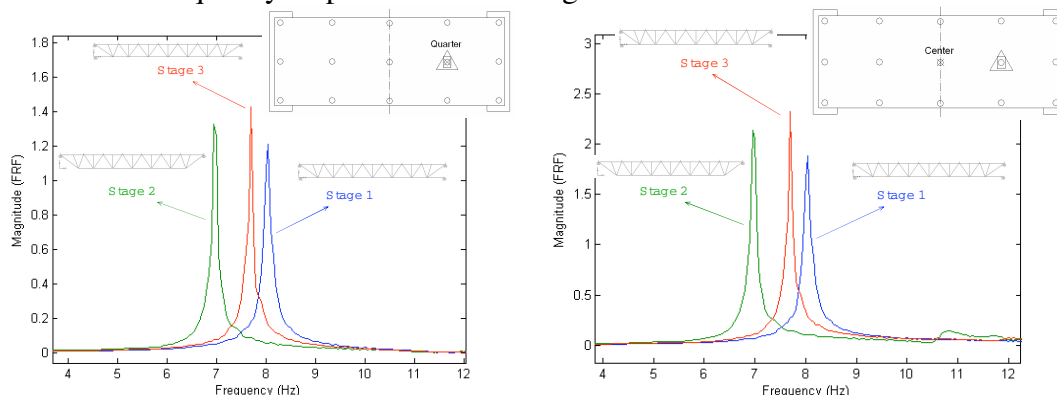 1.8
1.6
1.4
1.2
1
0.8
0.6
0.4
0.2
0
Magnitude (FRF)
4 5 6 7 8 9 10 11 12
Frequency (Hz)
Stage 3
Stage 2
Stage 1
Quarter
3
2.5
2
1.5
1
0.5
0
Magnitude (FRF)
4 5 6 7 8 9 10 11 12
Frequency (Hz)
Stage 3
Stage 2
Stage 1
Center